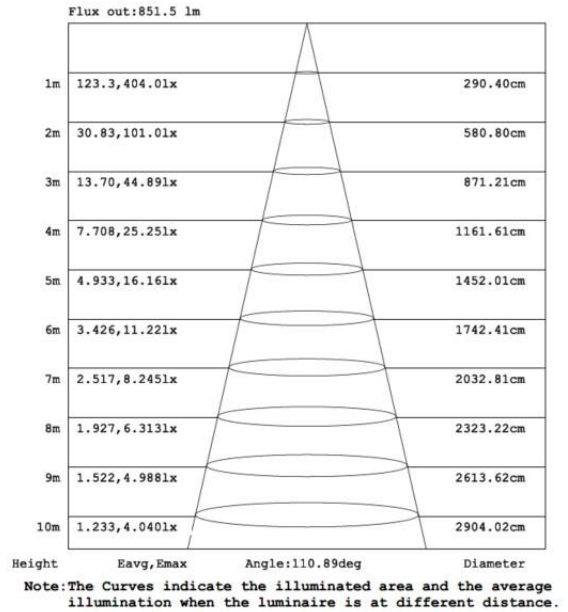 Flux out:851.5 lm
1m 123.3,404.0lx 290.40cm
2m 30.83,101.0lx 580.80cm
3m 13.70,44.89lx 871.21cm
4m 7.708,25.25lx 1161.61cm
5m 4.933,16.16lx 1452.01cm
6m 3.426,11.22lx 1742.41cm
7m 2.517,8.245lx 2032.81cm
8m 1.927,6.313lx 2323.22cm
9m 1.522,4.988lx 2613.62cm
10m 1.233,4.040lx 2904.02cm
Height Eavg,Emax Angle:110.89deg Diameter
Note:The Curves indicate the illuminated area and the average
illumination when the luminaire is at different distance.